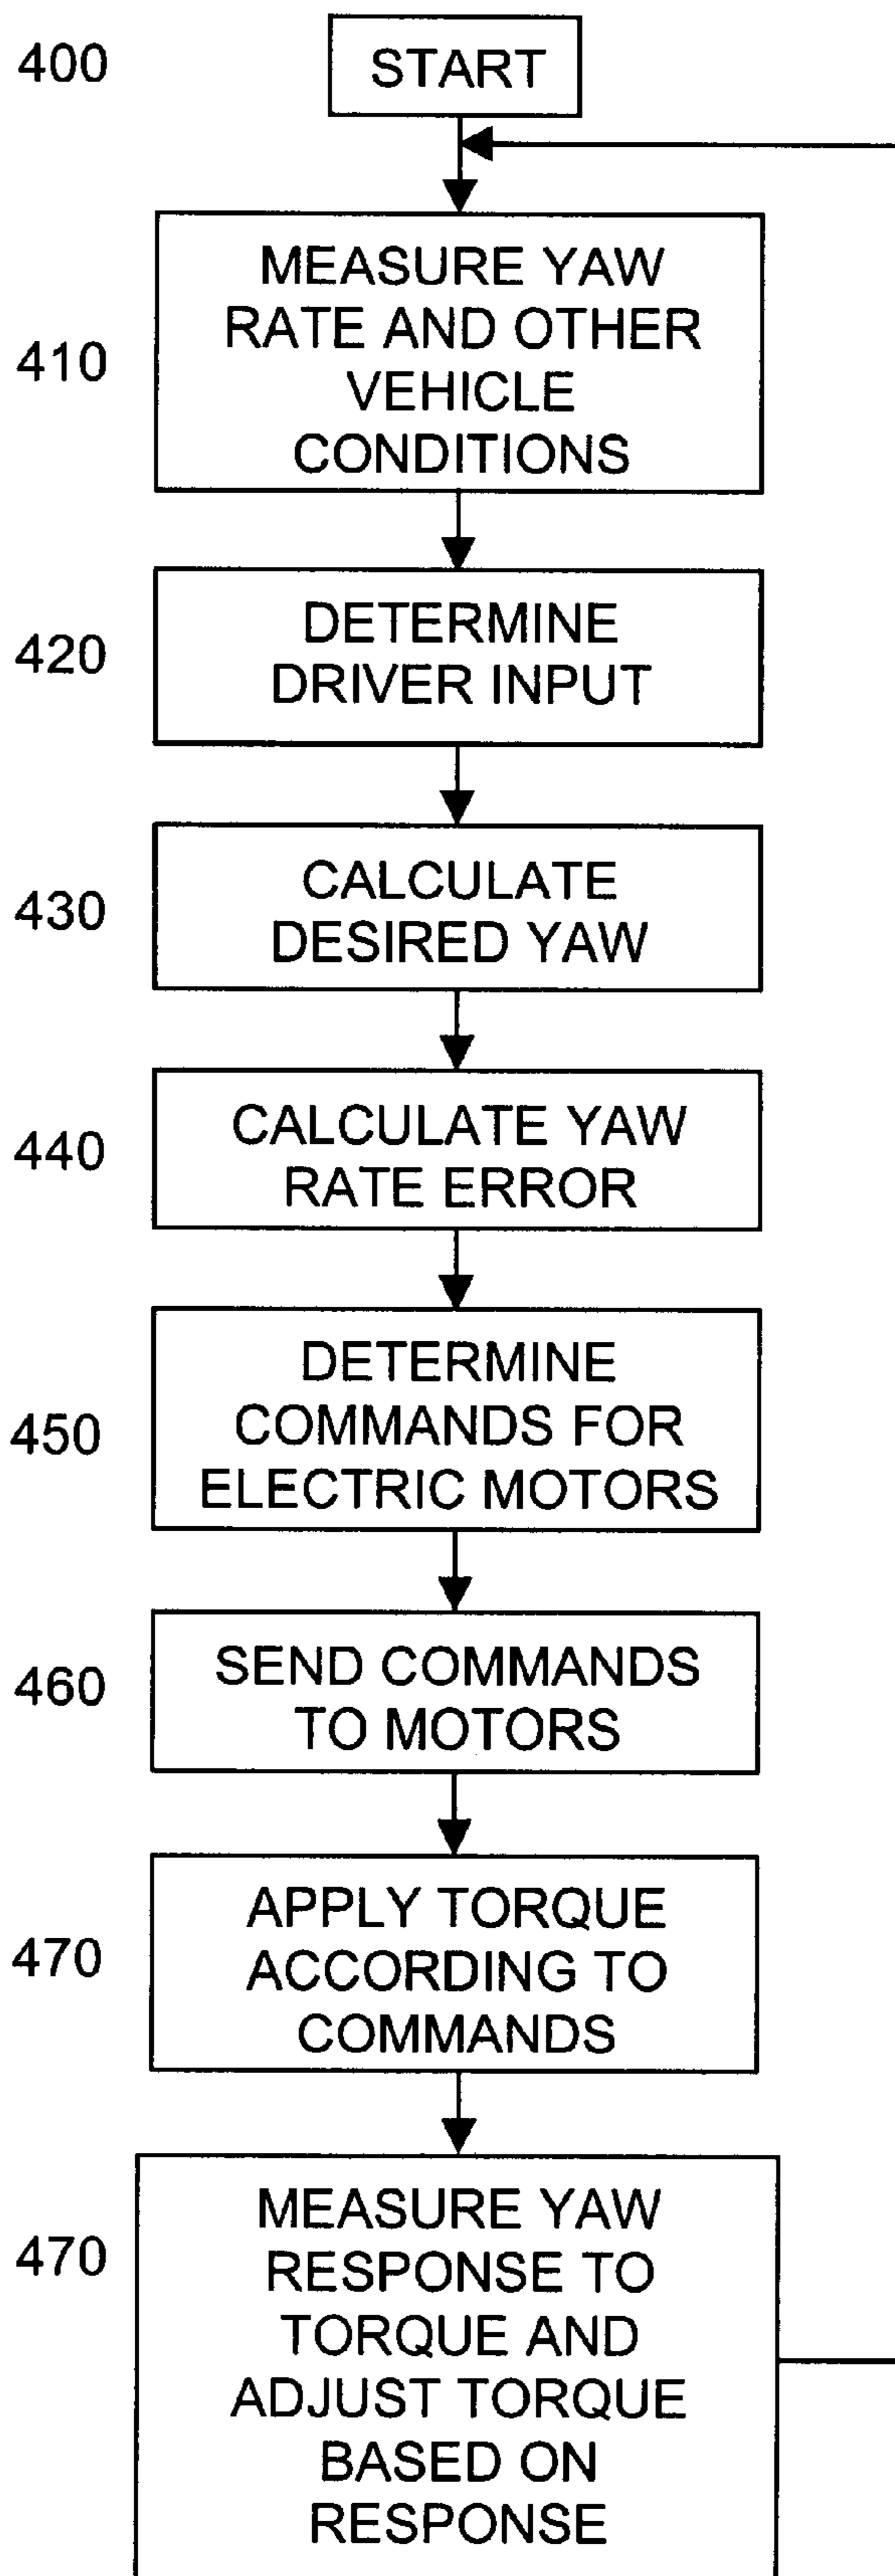 400
START
410
MEASURE YAW
RATE AND OTHER
VEHICLE
CONDITIONS
420
DETERMINE
DRIVER INPUT
430
CALCULATE
DESIRED YAW
440
CALCULATE YAW
RATE ERROR
450
DETERMINE
COMMANDS FOR
ELECTRIC MOTORS
460
SEND COMMANDS
TO MOTORS
470
APPLY TORQUE
ACCORDING TO
COMMANDS
470
MEASURE YAW
RESPONSE TO
TORQUE AND
ADJUST TORQUE
BASED ON
RESPONSE